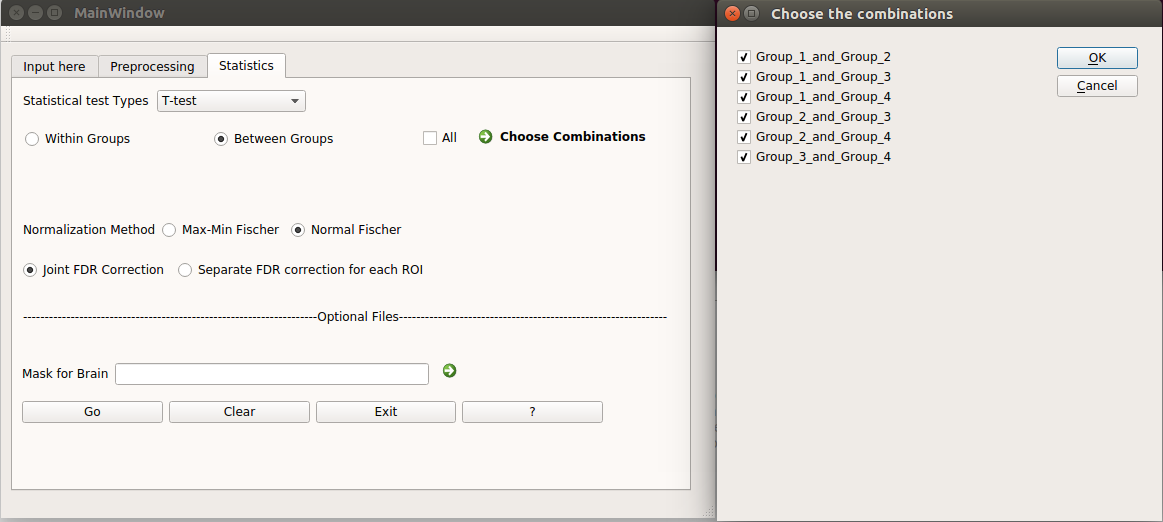 MainWindow
Input here Preprocessing Statistics
Statistical test Types T-test
Within Groups Between Groups All Choose Combinations
Normalization Method Max-Min Fischer Normal Fischer
Joint FDR Correction Separate FDR correction for each ROI
--------------------------------------------------------------------Optional Files--------------------------------------------------------------
Mask for Brain
Go Clear Exit ?
Choose the combinations
Group_1_and_Group_2
Group_1_and_Group_3
Group_1_and_Group_4
Group_2_and_Group_3
Group_2_and_Group_4
Group_3_and_Group_4
OK
Cancel